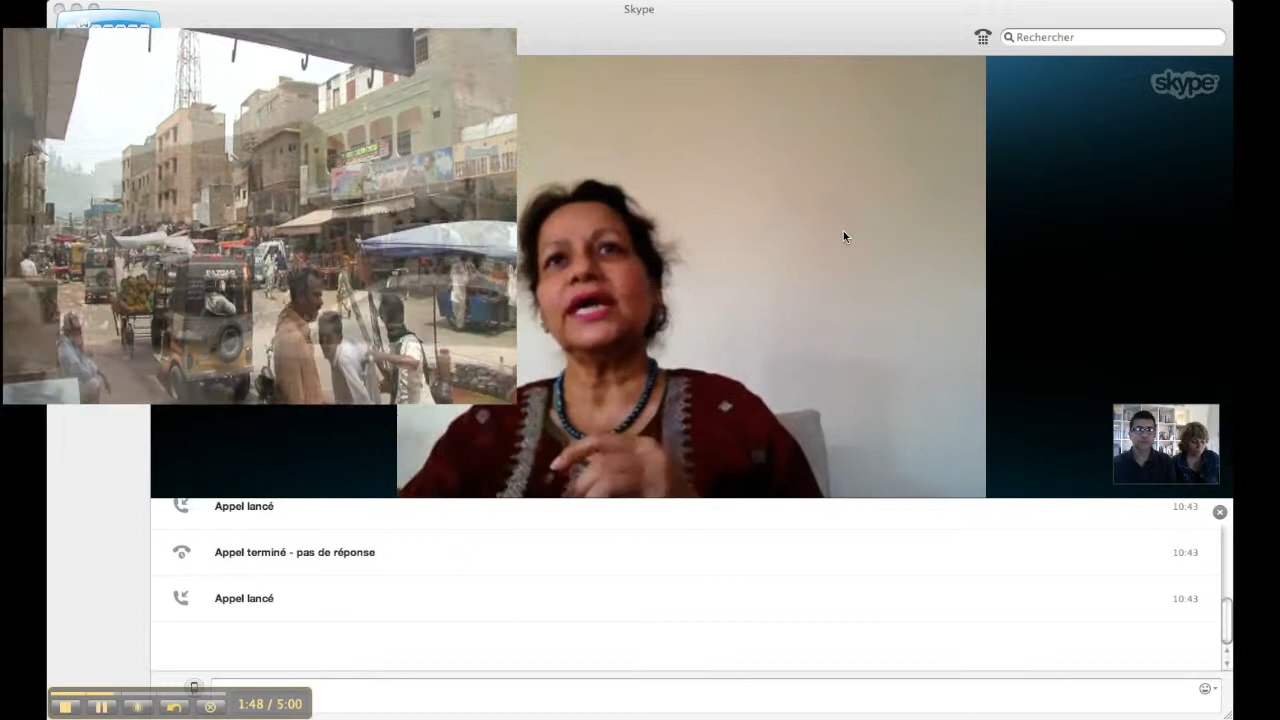 Skype
Rechercher
skype
SAZGAR
Appel lancé
10:43
Appel terminé - pas de réponse
10:43
Appel lancé
10:43
1:48 / 5:00